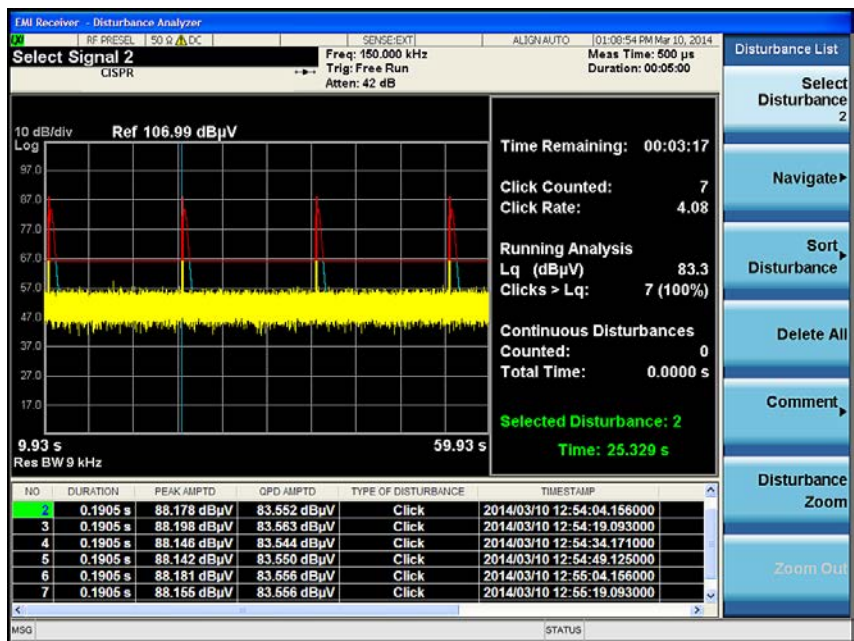 EMI Receiver - Disturbance Analyzer
LXI RF PRESEL 50 Ω DC SENSE:EXT ALIGN AUTO 01:08:54 PM Mar 10, 2014
Select Signal 2
CISPR
Freq: 150.000 kHz
Trig: Free Run
Atten: 42 dB
Meas Time: 500 µs
Duration: 00:05:00
10 dB/div Ref 106.99 dBµV
Log
97.0
87.0
77.0
67.0
57.0
47.0
37.0
27.0
17.0
9.93 s 59.93 s
Res BW 9 kHz
Time Remaining: 00:03:17
Click Counted: 7
Click Rate: 4.08
Running Analysis
Lq (dBµV) 83.3
Clicks > Lq: 7 (100%)
Continuous Disturbances
Counted: 0
Total Time: 0.0000 s
Selected Disturbance: 2
Time: 25.329 s
NO DURATION PEAK AMPTD QPD AMPTD TYPE OF DISTURBANCE TIMESTAMP
2 0.1905 s 88.178 dBµV 83.552 dBµV Click 2014/03/10 12:54:04.156000
3 0.1905 s 88.198 dBµV 83.563 dBµV Click 2014/03/10 12:54:19.093000
4 0.1905 s 88.146 dBµV 83.544 dBµV Click 2014/03/10 12:54:34.171000
5 0.1905 s 88.142 dBµV 83.550 dBµV Click 2014/03/10 12:54:49.125000
6 0.1905 s 88.181 dBµV 83.556 dBµV Click 2014/03/10 12:55:04.156000
7 0.1905 s 88.155 dBµV 83.556 dBµV Click 2014/03/10 12:55:19.093000
MSG STATUS
Disturbance List
Select
Disturbance
2
Navigate
Sort
Disturbance
Delete All
Comment
Disturbance
Zoom
Zoom Out